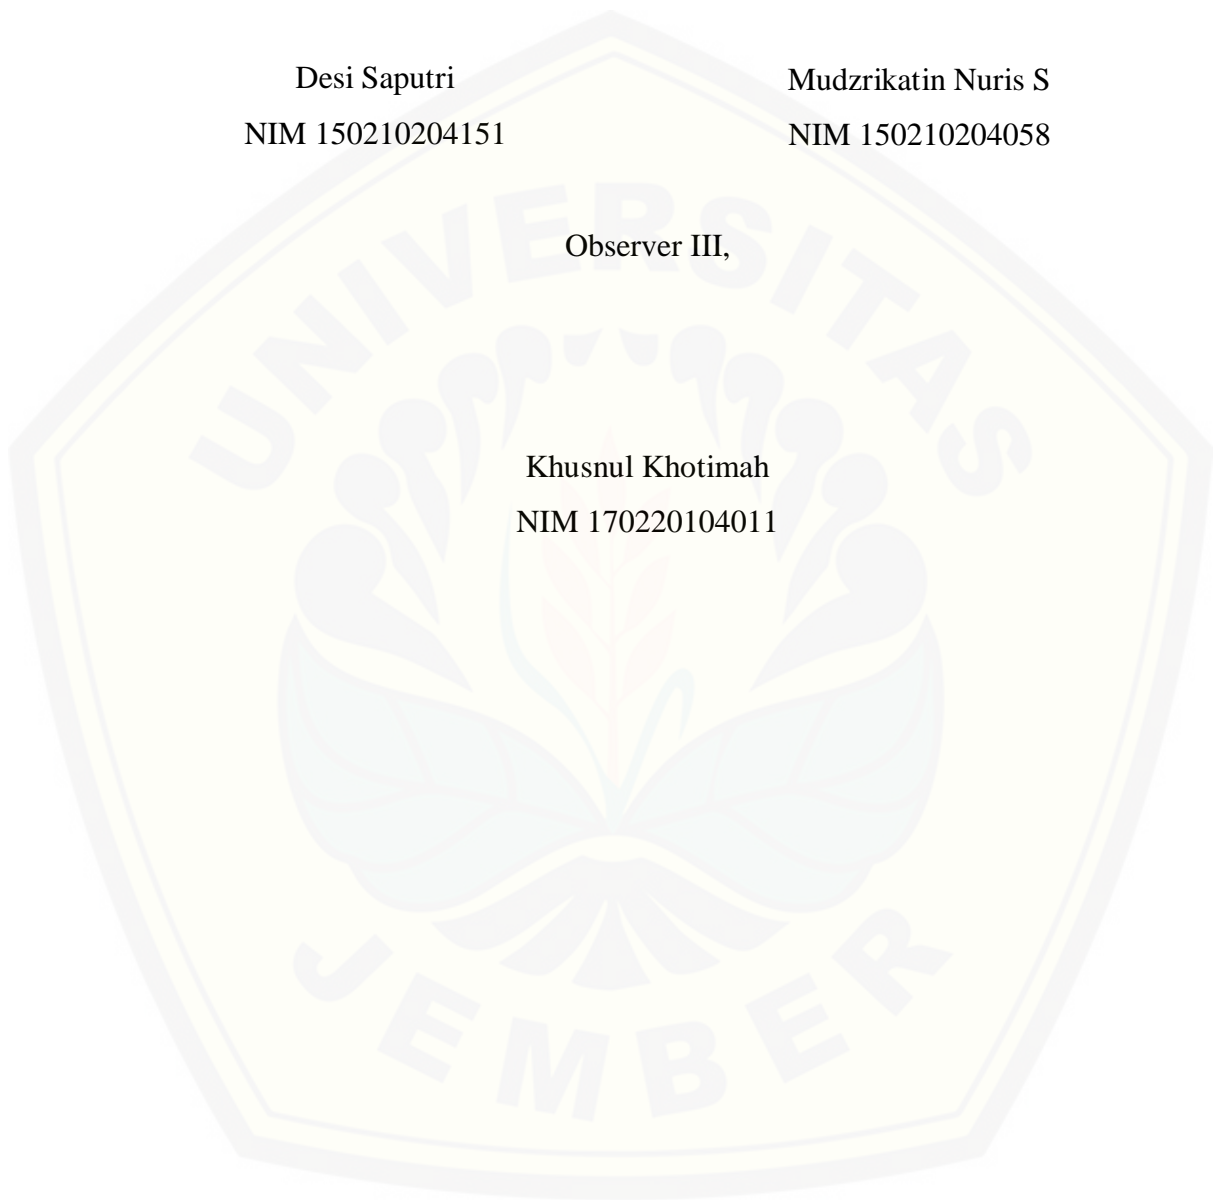 Desi Saputri
NIM 150210204151
Mudzrikatin Nuris S
NIM 150210204058
Observer III,
Khusnul Khotimah
NIM 170220104011
UNIVERSITAS
JEMBER